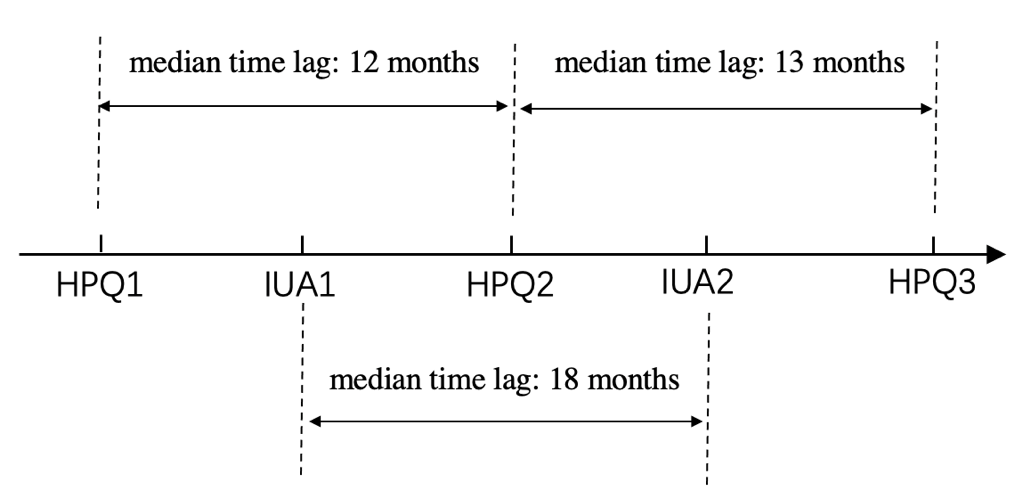 median time lag: 12 months
median time lag: 13 months
HPQ1
IUA1
HPQ2
IUA2
HPQ3
median time lag: 18 months